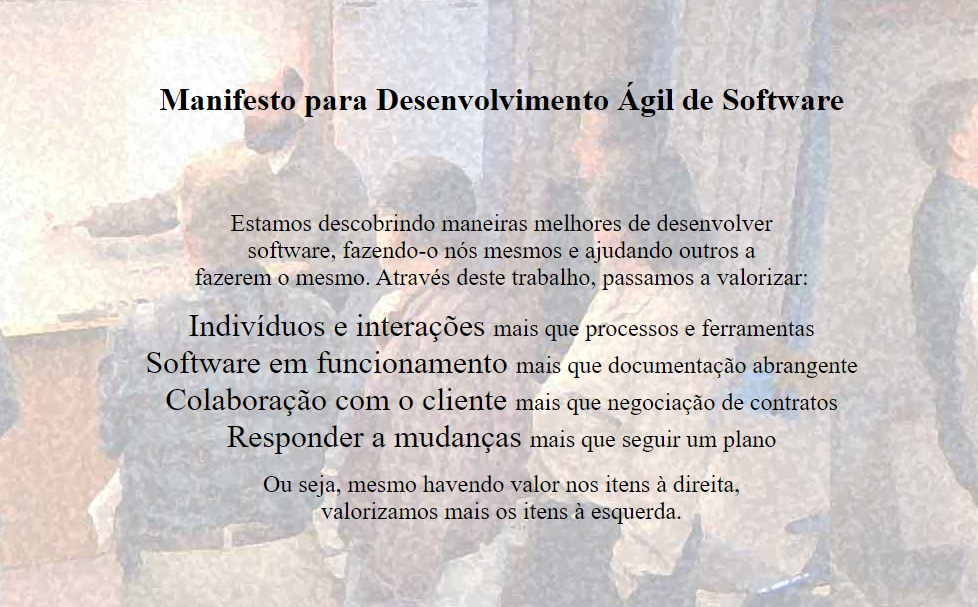 Manifesto para Desenvolvimento Ágil de Software
Estamos descobrindo maneiras melhores de desenvolver
software, fazendo-o nós mesmos e ajudando outros a
fazerem o mesmo. Através deste trabalho, passamos a valorizar:
Indivíduos e interações mais que processos e ferramentas
Software em funcionamento mais que documentação abrangente
Colaboração com o cliente mais que negociação de contratos
Responder a mudanças mais que seguir um plano
Ou seja, mesmo havendo valor nos itens à direita,
valorizamos mais os itens à esquerda.